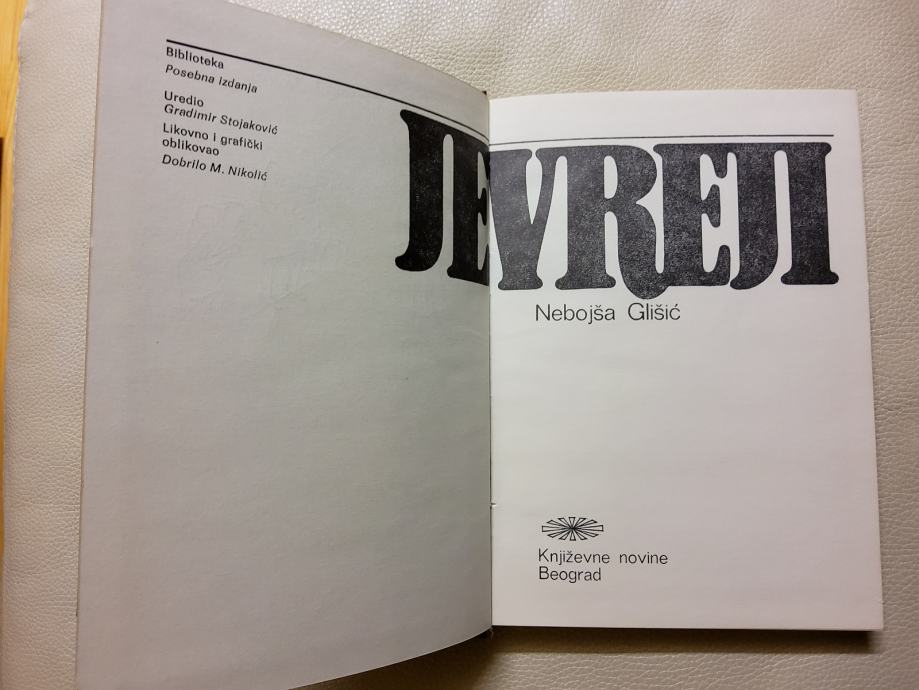 Biblioteka
Posebna izdanja
Uredio
Gradimir Stojaković
Likovno i grafički
oblikovao
Dobrilo M. Nikolić
JEVREJI
Nebojša Glišić
Književne novine
Beograd